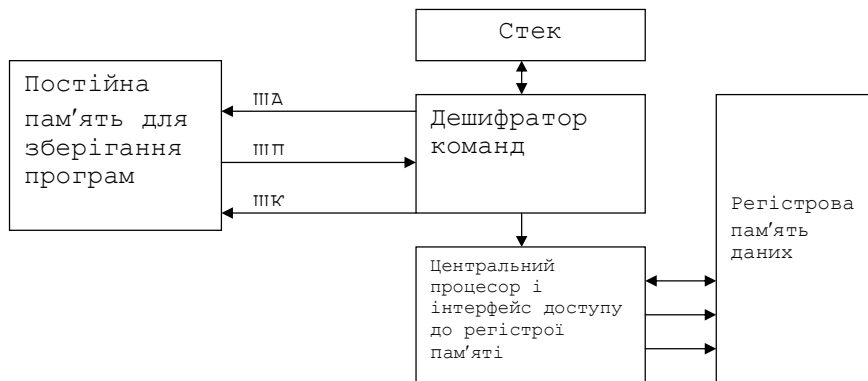 Стек
Постійна
пам'ять для
зберігання
програм
ША
ШП
ШК
Дешифратор
команд
Регістрова
пам'ять
даних
Центральний
процесор і
інтерфейс доступу
до регістрої
пам'яті